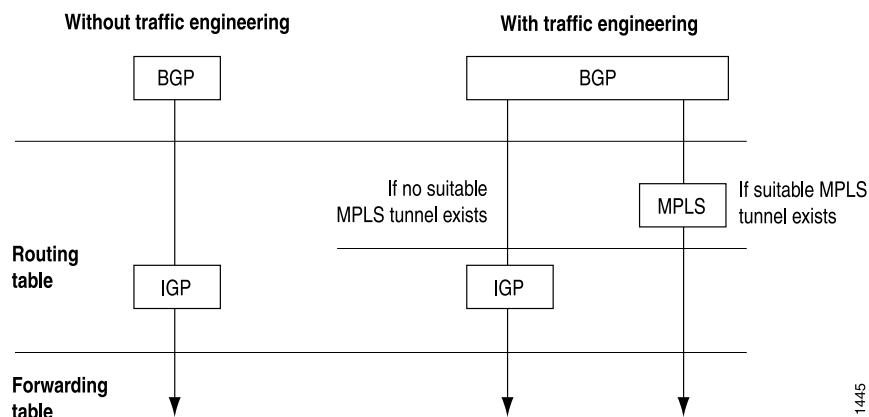 Without traffic engineering
With traffic engineering
BGP
BGP
If no suitable
MPLS tunnel exists
MPLS
If suitable MPLS
tunnel exists
Routing
table
IGP
IGP
Forwarding
table
1445